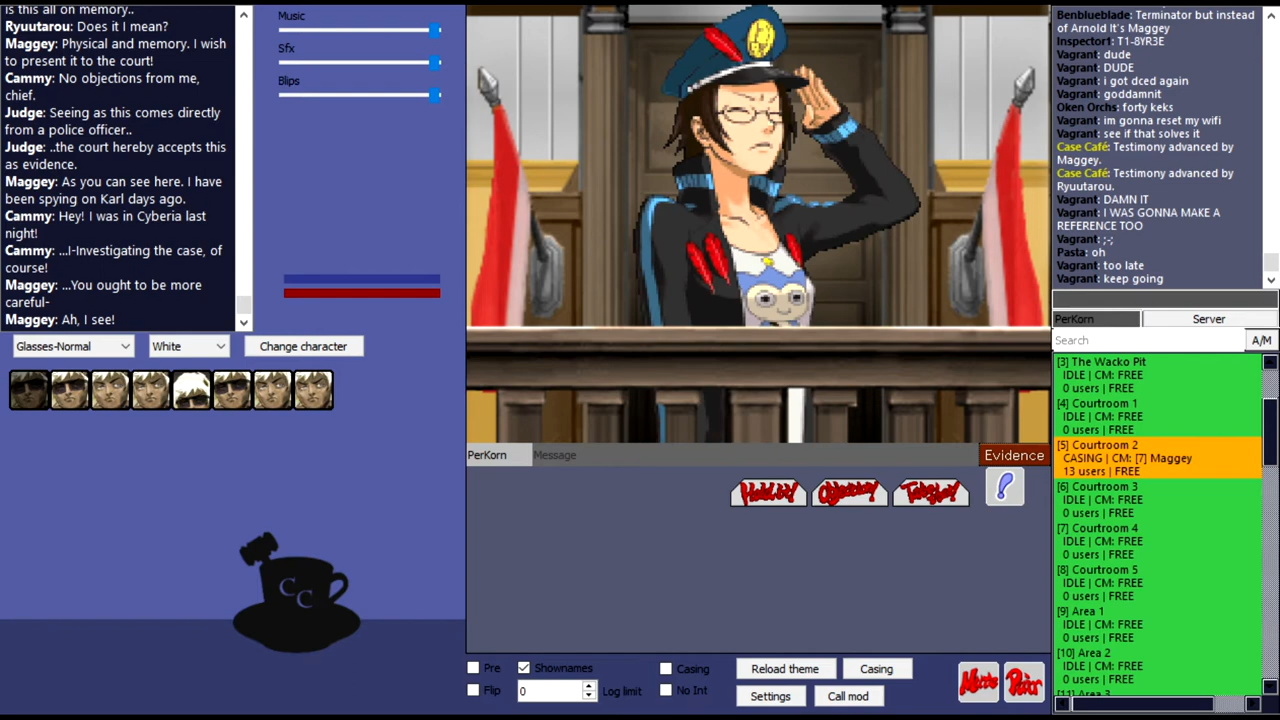 is this all on memory..
Ryuutarou: Does it I mean?
Maggey: Physical and memory. I wish
to present it to the court!
Cammy: No objections from me,
chief.
Judge: Seeing as this comes directly
from a police officer..
Judge: ..the court hereby accepts this
as evidence.
Maggey: As you can see here. I have
been spying on Karl days ago.
Cammy: Hey! I was in Cyberia last
night!
Cammy: ...I-Investigating the case, of
course!
Maggey: ...You ought to be more
careful-
Maggey: Ah, I see!
Music
Sfx
Blips
Glasses-Normal
White
Change character
CC
PerKorn
Message
Evidence
Hold it!
Objection!
Take that!
Pre
Shownames
Casing
Reload theme
Casing
Flip
0
Log limit
No Int
Settings
Call mod
Mute
Pair
Benblueblade: Terminator but instead
of Arnold It's Maggey
Inspector1: T1-8YR3E
Vagrant: dude
Vagrant: DUDE
Vagrant: i got dced again
Vagrant: goddamnit
Oken Orchs: forty keks
Vagrant: im gonna reset my wifi
Vagrant: see if that solves it
Case Café: Testimony advanced by
Maggey.
Case Café: Testimony advanced by
Ryuutarou.
Vagrant: DAMN IT
Vagrant: I WAS GONNA MAKE A
REFERENCE TOO
Vagrant: ;-;
Pasta: oh
Vagrant: too late
Vagrant: keep going
PerKorn
Server
Search
A/M
[3] The Wacko Pit
IDLE | CM: FREE
0 users | FREE
[4] Courtroom 1
IDLE | CM: FREE
0 users | FREE
[5] Courtroom 2
CASING | CM: [7] Maggey
13 users | FREE
[6] Courtroom 3
IDLE | CM: FREE
0 users | FREE
[7] Courtroom 4
IDLE | CM: FREE
0 users | FREE
[8] Courtroom 5
IDLE | CM: FREE
0 users | FREE
[9] Area 1
IDLE | CM: FREE
0 users | FREE
[10] Area 2
IDLE | CM: FREE
0 users | FREE
[11] Area 3